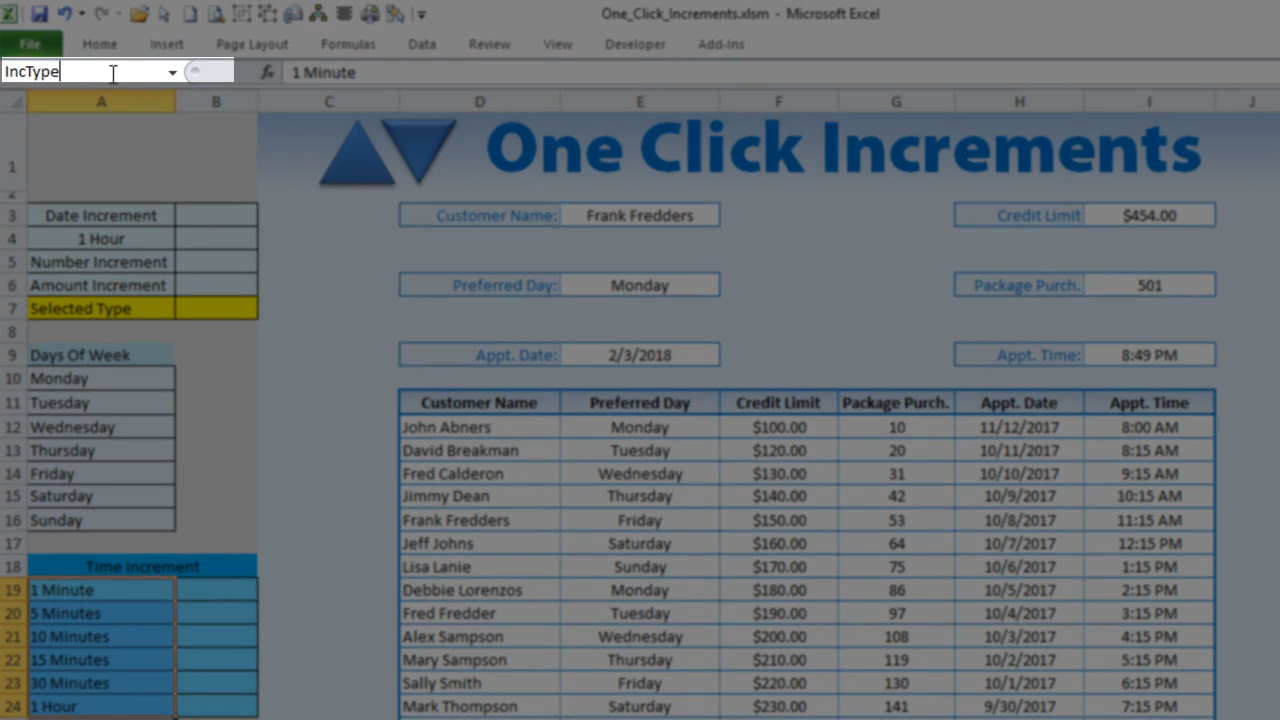 One_Click_Increments.xlsm - Microsoft Excel
File Home Insert Page Layout Formulas Data Review View Developer Add-Ins
IncType fx 1 Minute
A B C D E F G H I J
1 One Click Increments
2
3 Date Increment Customer Name: Frank Fredders Credit Limit $454.00
4 1 Hour
5 Number Increment
6 Amount Increment Preferred Day: Monday Package Purch. 501
7 Selected Type
8
9 Days Of Week Appt. Date: 2/3/2018 Appt. Time: 8:49 PM
10 Monday
11 Tuesday Customer Name Preferred Day Credit Limit Package Purch. Appt. Date Appt. Time
12 Wednesday John Abners Monday $100.00 10 11/12/2017 8:00 AM
13 Thursday David Breakman Tuesday $120.00 20 10/11/2017 8:15 AM
14 Friday Fred Calderon Wednesday $130.00 31 10/10/2017 9:15 AM
15 Saturday Jimmy Dean Thursday $140.00 42 10/9/2017 10:15 AM
16 Sunday Frank Fredders Friday $150.00 53 10/8/2017 11:15 AM
17 Jeff Johns Saturday $160.00 64 10/7/2017 12:15 PM
18 Time Increment Lisa Lanie Sunday $170.00 75 10/6/2017 1:15 PM
19 1 Minute Debbie Lorenzos Monday $180.00 86 10/5/2017 2:15 PM
20 5 Minutes Fred Fredder Tuesday $190.00 97 10/4/2017 3:15 PM
21 10 Minutes Alex Sampson Wednesday $200.00 108 10/3/2017 4:15 PM
22 15 Minutes Mary Sampson Thursday $210.00 119 10/2/2017 5:15 PM
23 30 Minutes Sally Smith Friday $220.00 130 10/1/2017 6:15 PM
24 1 Hour Mark Thompson Saturday $230.00 141 9/30/2017 7:15 PM